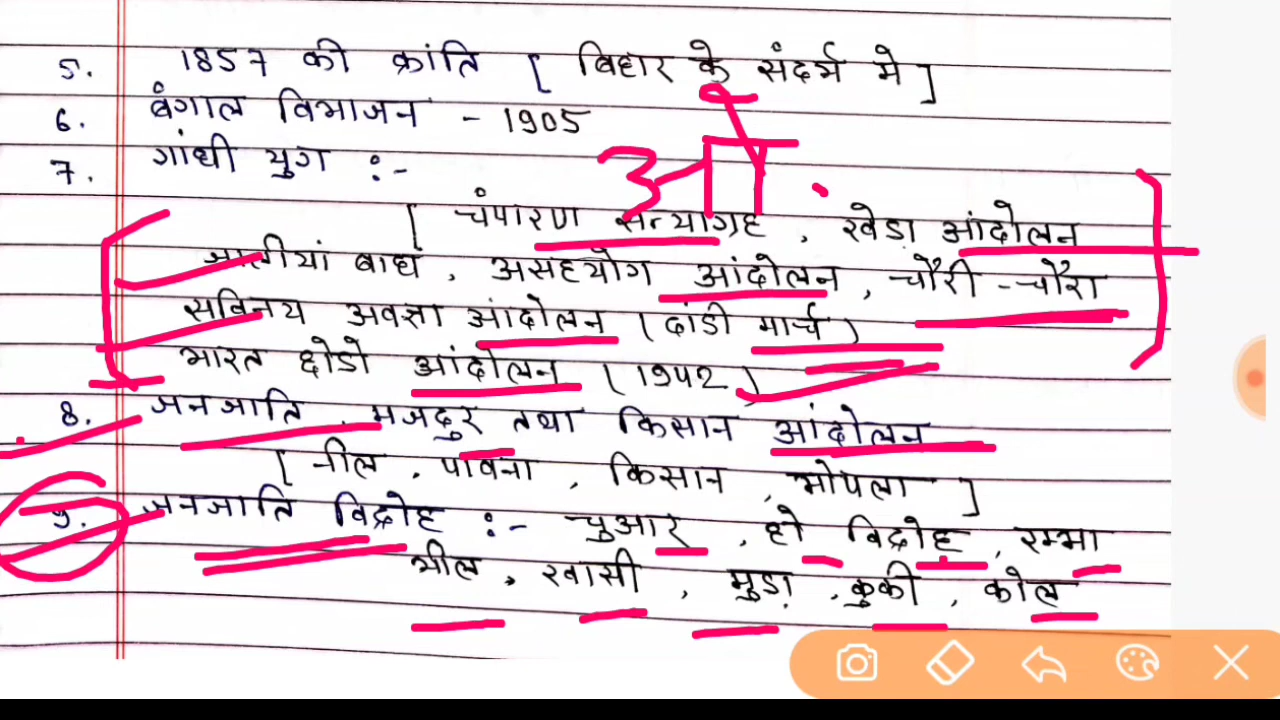 5. 1857 की क्रांति [ बिहार के संदर्भ मे ]
6. बंगाल विभाजन - 1905
7. गांधी युग :-
[ चंपारण सत्याग्रह , खेडा आंदोलन
जालीयां बाघ , असहयोग आंदोलन , चौरी - चौरा
सविनय अवज्ञा आंदोलन ( दांडी मार्च )
भारत छोडो आंदोलन ( 1942 )
8. जनजाति , मजदुर तथा किसान आंदोलन
[ नील , पावना , किसान , मोपला ]
9. जनजाति विद्रोह :- चुआर , हो विद्रोह , रम्भा
भील , खासी , मुडा , कुकी , कोल